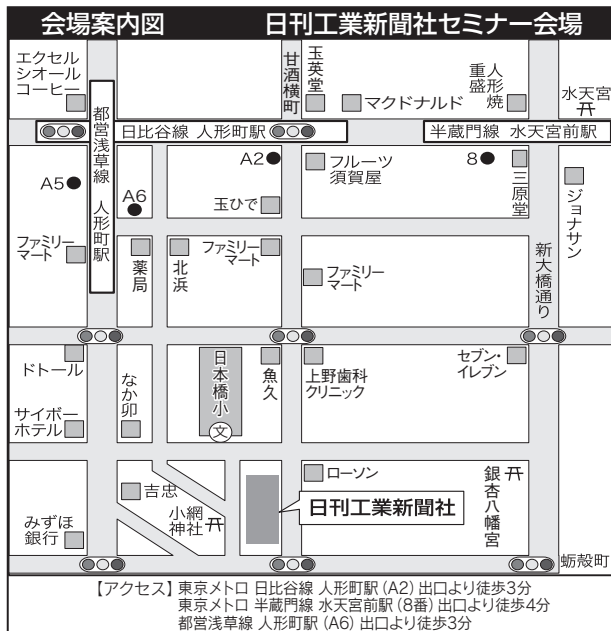 会場案内図 日刊工業新聞社セミナー会場
エクセル
シオール
コーヒー
都営浅草線 人形町駅
甘酒横町
玉英堂
マクドナルド
人形焼
重盛
水天宮
日比谷線 人形町駅
半蔵門線 水天宮前駅
A5
A6
A2
フルーツ
須賀屋
8
三原堂
ジョナサン
玉ひで
ファミリー
マート
薬局
北浜
ファミリー
マート
ファミリー
マート
新大橋通り
ドトール
なか卯
日本橋小
文
魚久
上野歯科
クリニック
セブン・
イレブン
サイボー
ホテル
吉忠
小網
神社
ローソン
日刊工業新聞社
銀杏八幡宮
みずほ
銀行
蛎殻町
【アクセス】東京メトロ 日比谷線 人形町駅(A2)出口より徒歩3分
東京メトロ 半蔵門線 水天宮前駅(8番)出口より徒歩4分
都営浅草線 人形町駅(A6)出口より徒歩3分